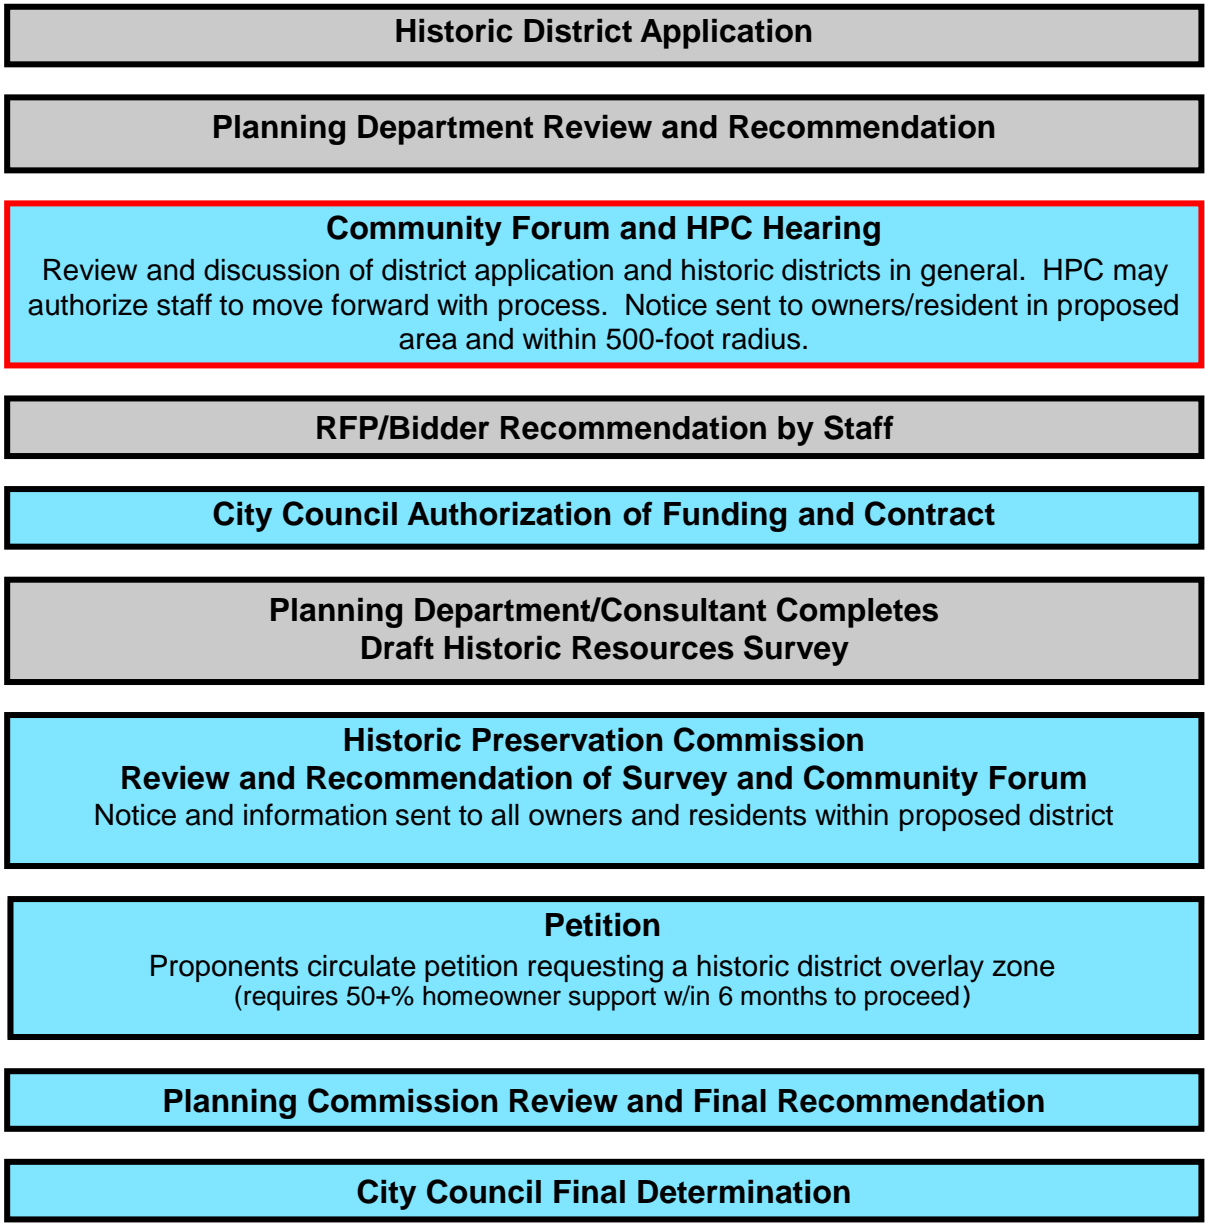 Historic District Application
Planning Department Review and Recommendation
Community Forum and HPC Hearing
Review and discussion of district application and historic districts in general.  HPC may
authorize staff to move forward with process.  Notice sent to owners/resident in proposed
area and within 500-foot radius.
RFP/Bidder Recommendation by Staff
City Council Authorization of Funding and Contract
Planning Department/Consultant Completes
Draft Historic Resources Survey
Historic Preservation Commission
Review and Recommendation of Survey and Community Forum
Notice and information sent to all owners and residents within proposed district
Petition
Proponents circulate petition requesting a historic district overlay zone
(requires 50+% homeowner support w/in 6 months to proceed)
Planning Commission Review and Final Recommendation
City Council Final Determination